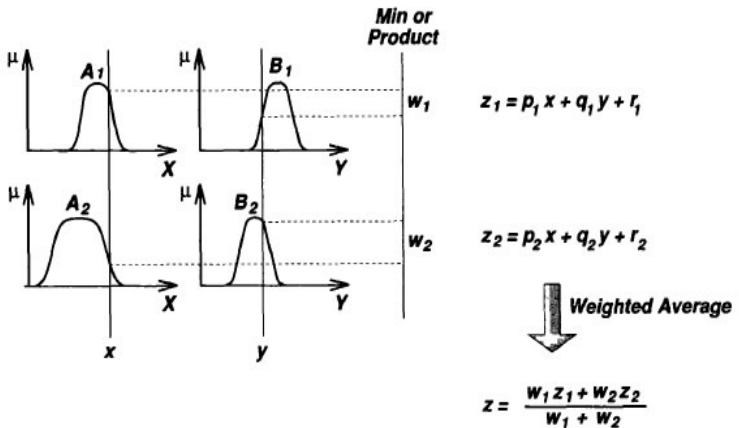 Min or
Product
μ A₁ μ B₁
w₁ z₁ = p₁ x + q₁ y + r₁
X Y
μ A₂ μ B₂
w₂ z₂ = p₂ x + q₂ y + r₂
X Y
Weighted Average
x y
z = w₁ z₁ + w₂ z₂
w₁ + w₂